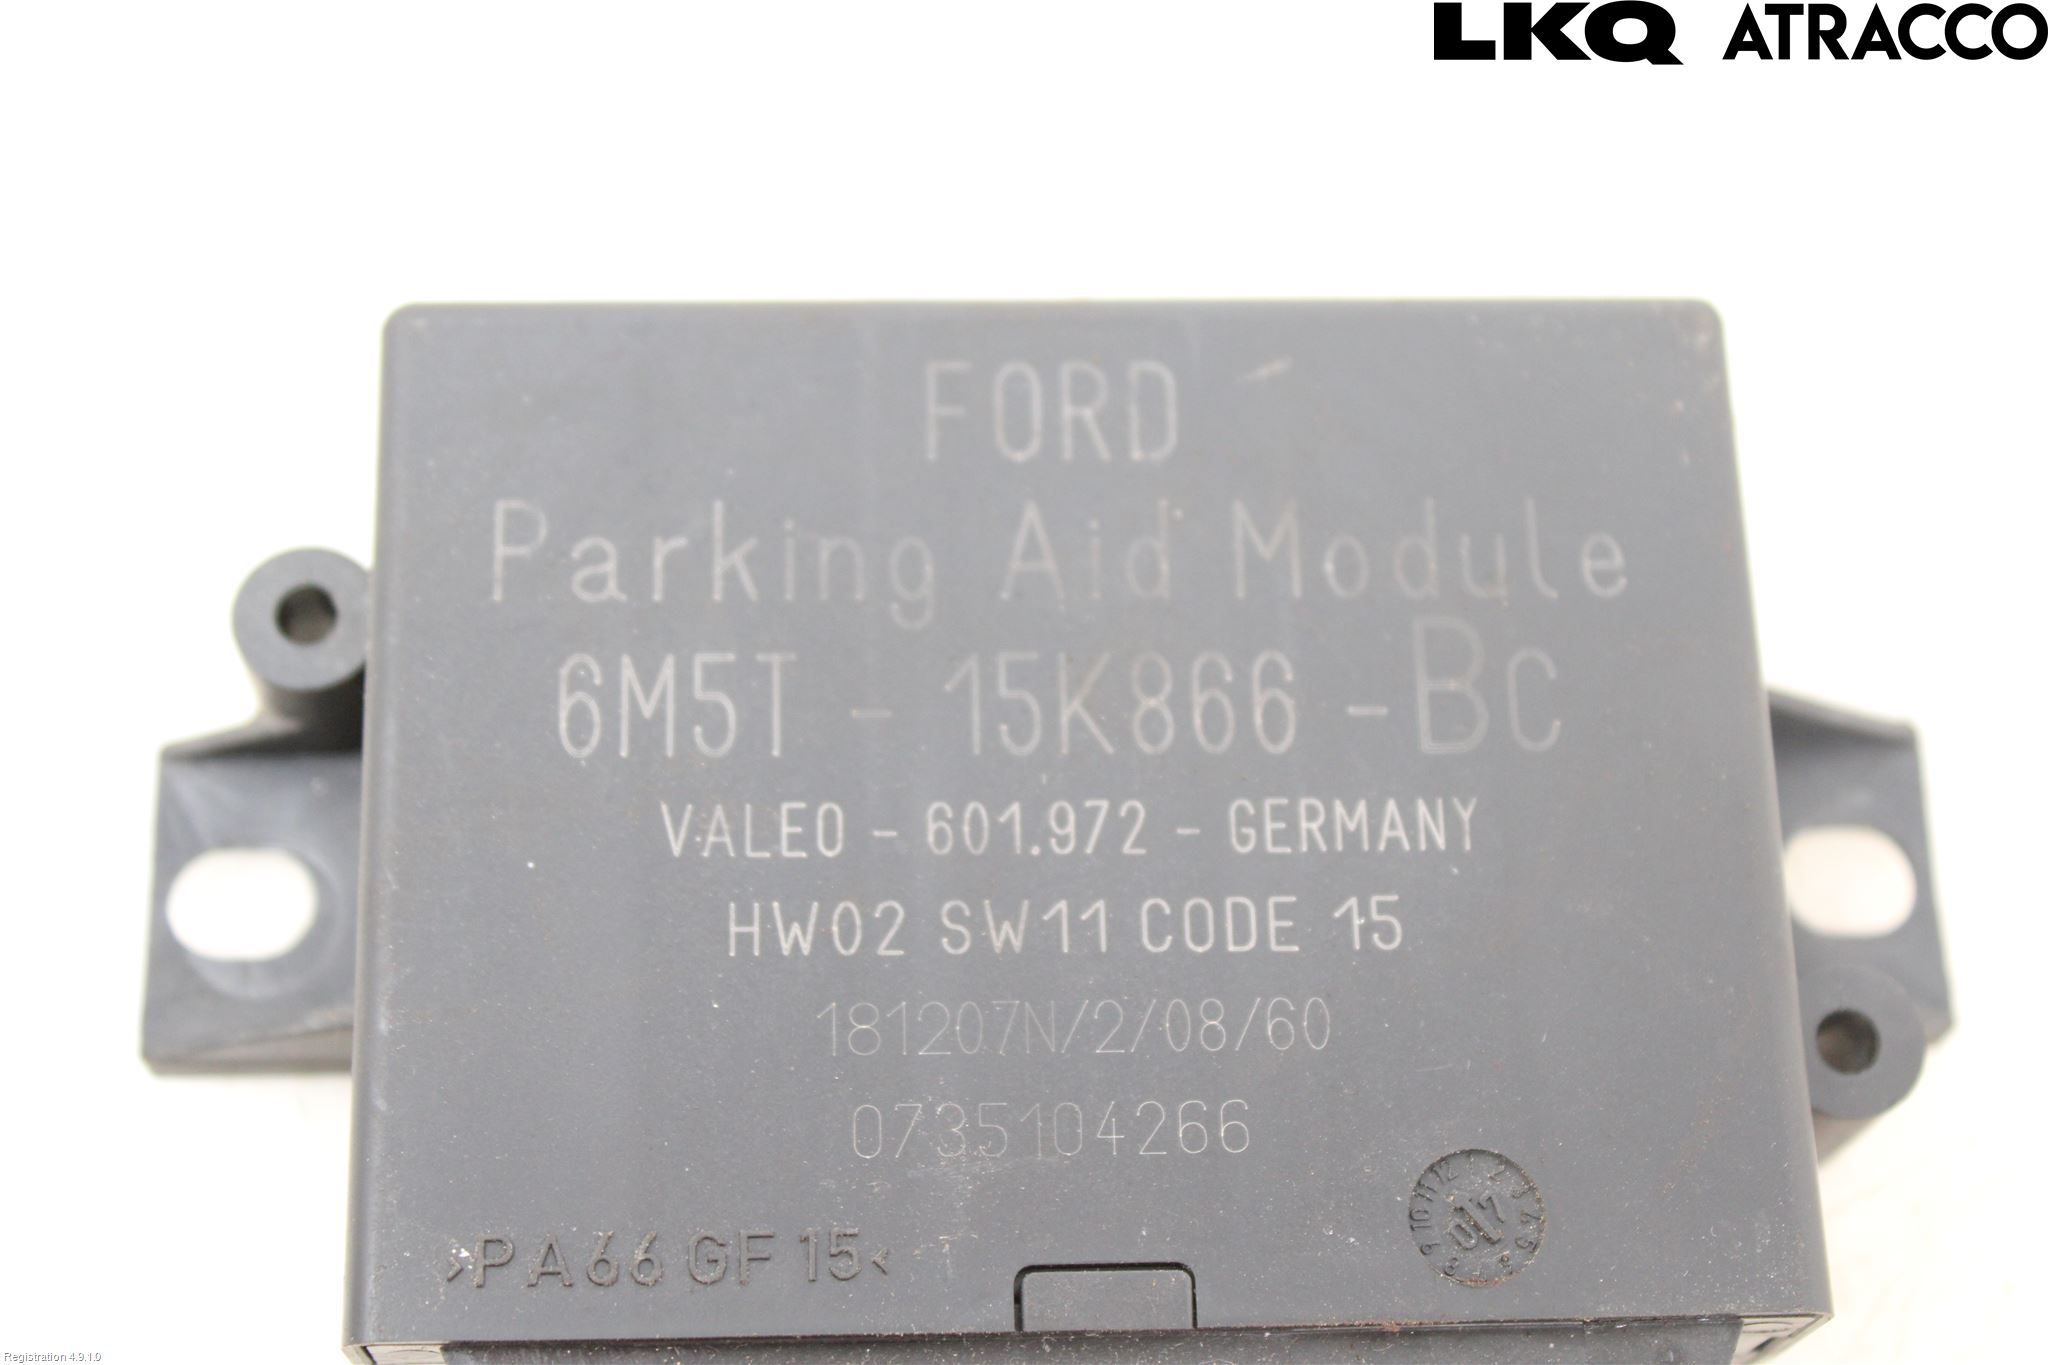 LKQ ATRACCO
FORD
Parking Aid Module
6M5T - 15K866 - BC
VALEO - 601.972 - GERMANY
HW02 SW11 CODE 15
181207N/2/08/60
0735104266
>PA66 GF 15<
Registration 4.9.1.0